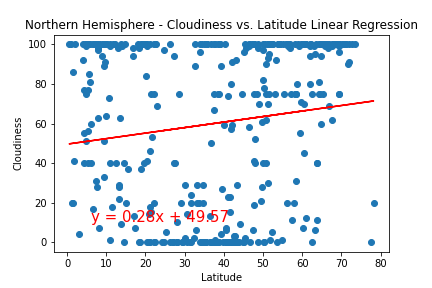 Northern Hemisphere - Cloudiness vs. Latitude Linear Regression
100
80
60
40
20
0
Cloudiness
y = 0.28x + 49.57
0 10 20 30 40 50 60 70 80
Latitude